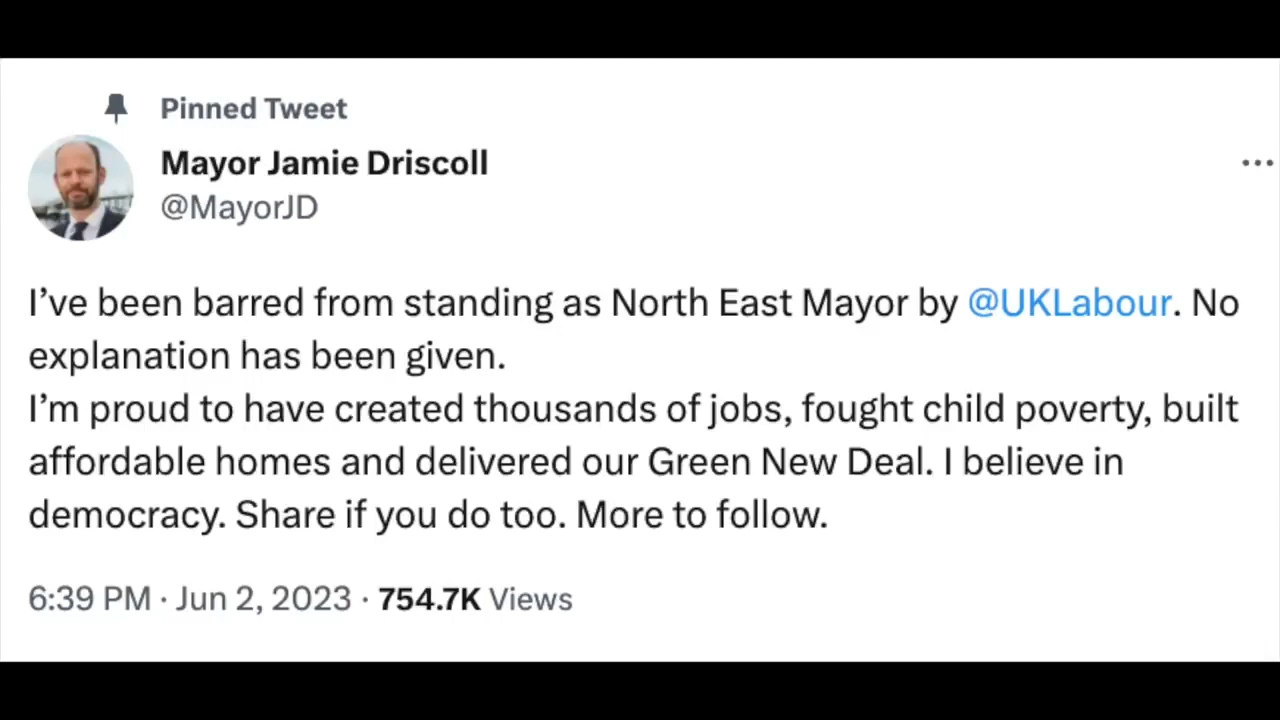 Pinned Tweet
Mayor Jamie Driscoll
@MayorJD
I’ve been barred from standing as North East Mayor by @UKLabour. No
explanation has been given.
I’m proud to have created thousands of jobs, fought child poverty, built
affordable homes and delivered our Green New Deal. I believe in
democracy. Share if you do too. More to follow.
6:39 PM · Jun 2, 2023 · 754.7K Views